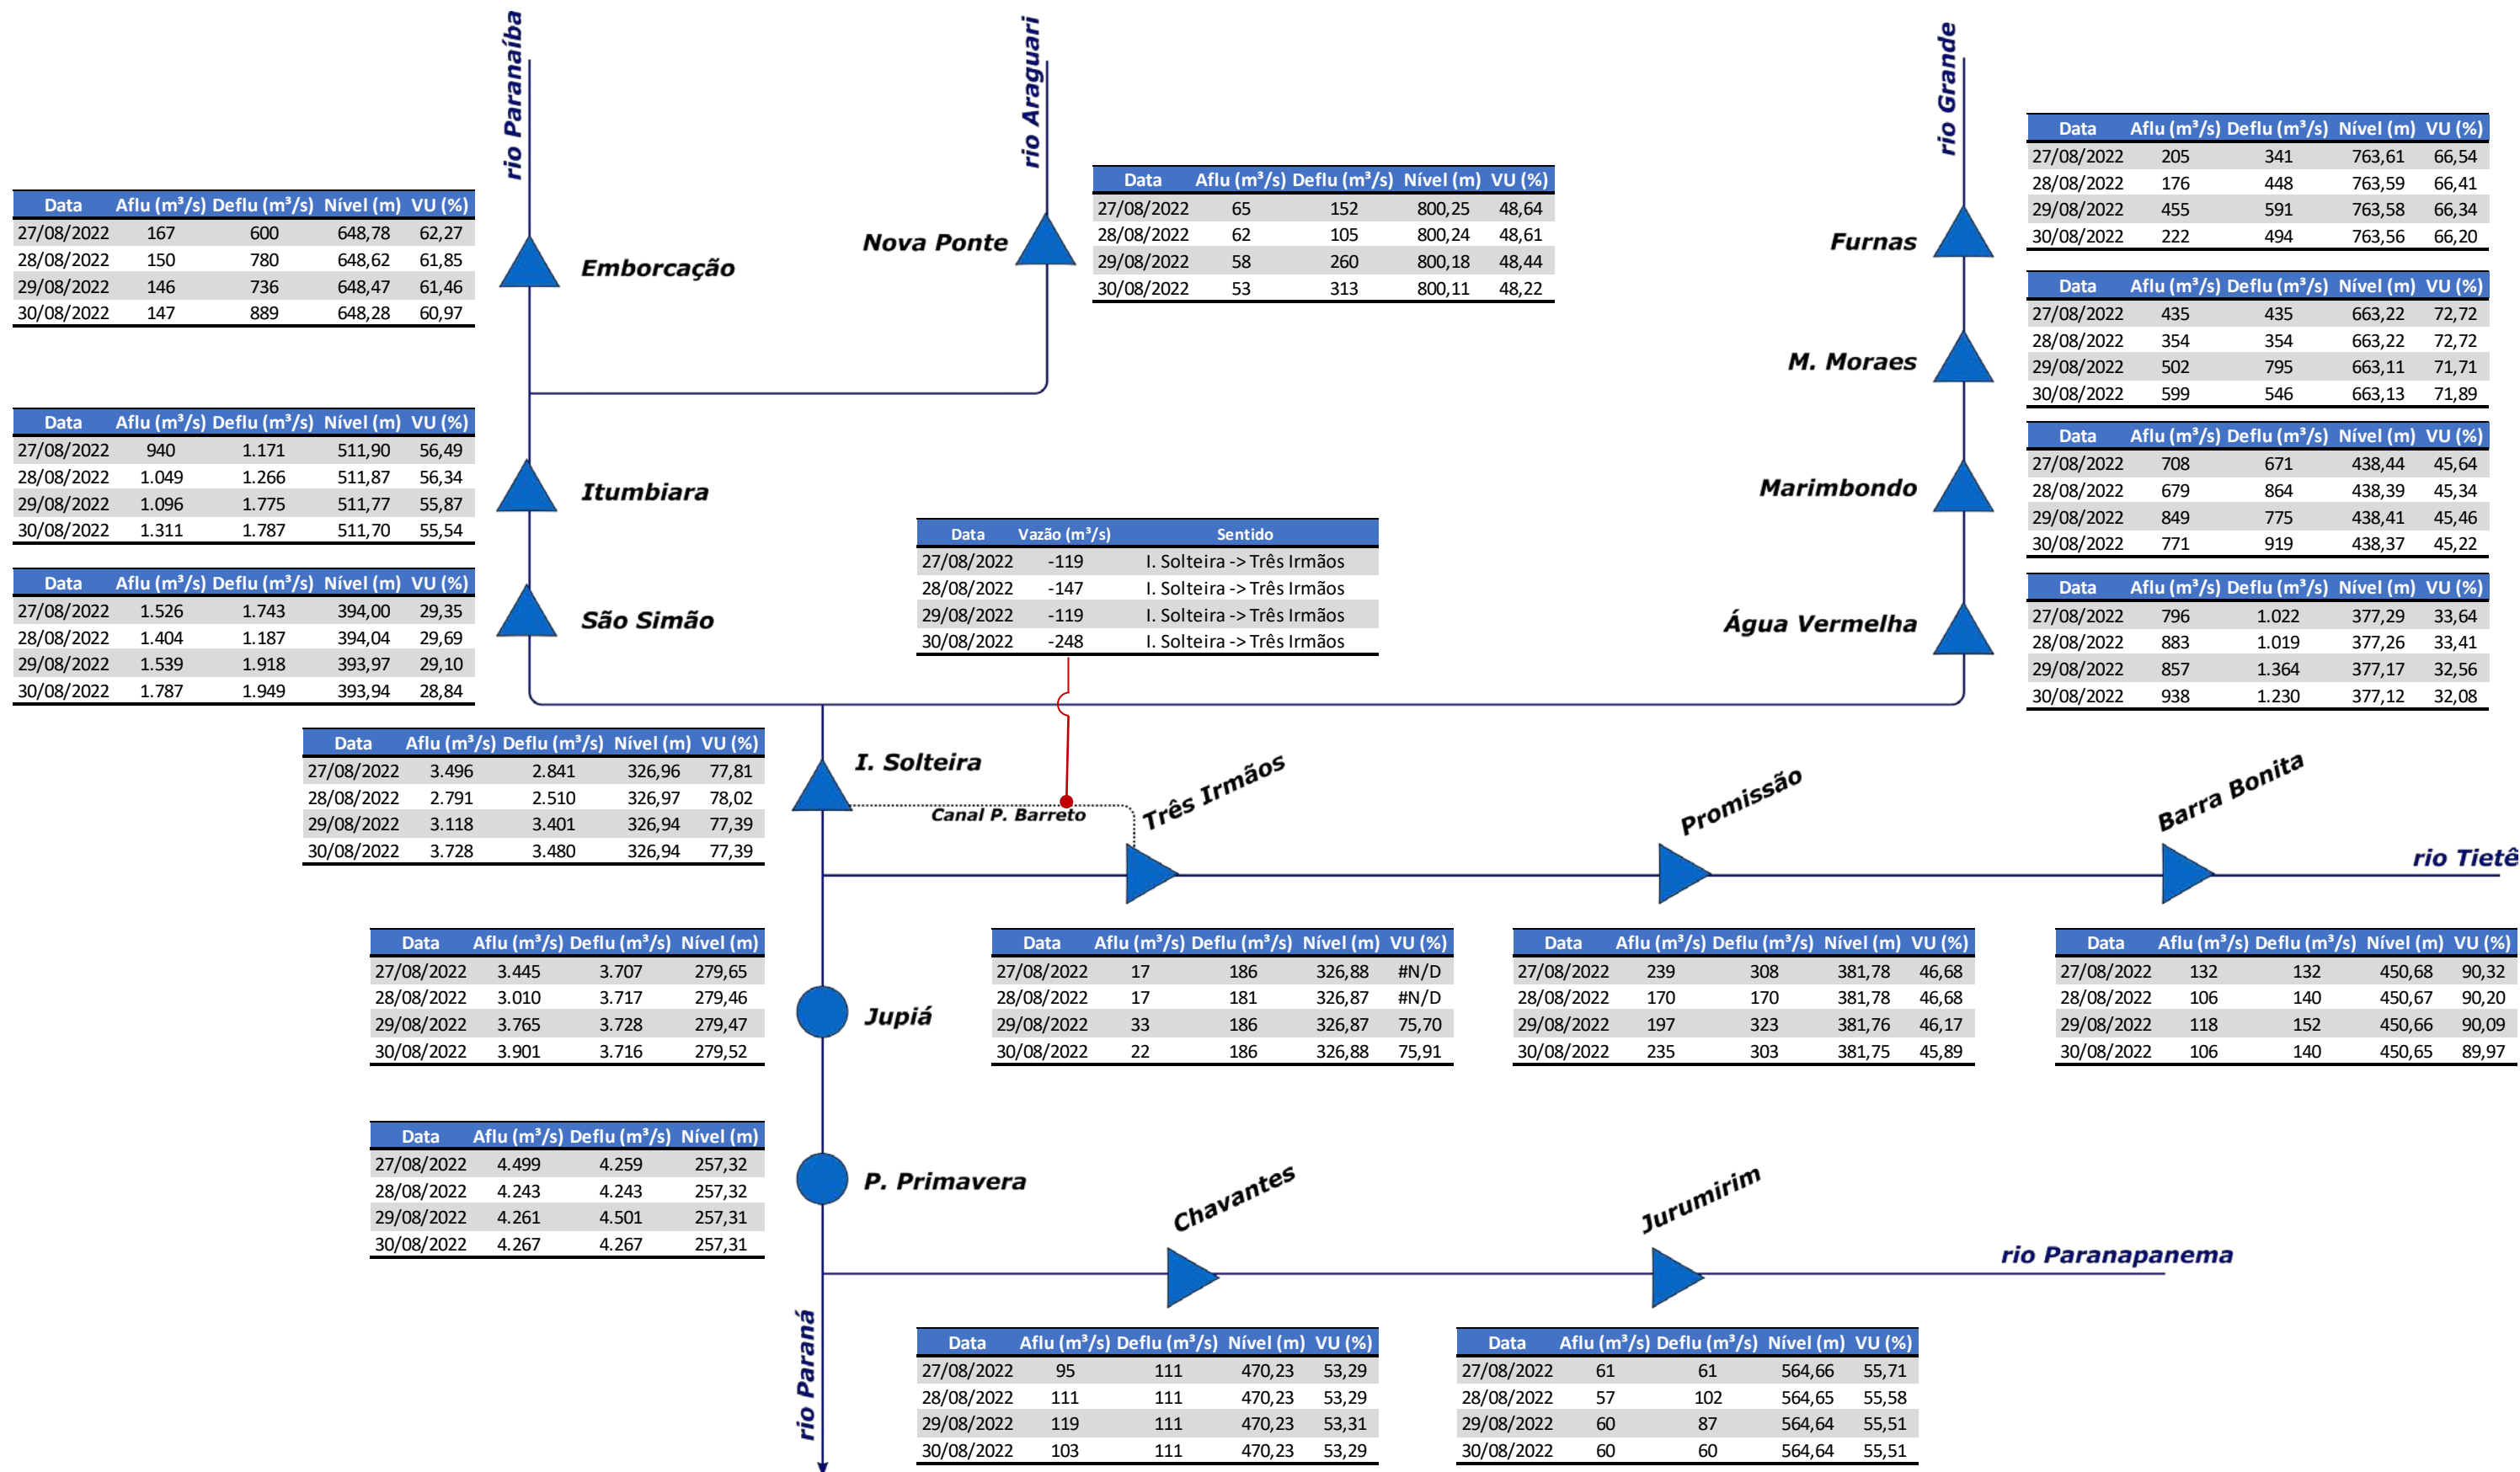 rio Paranaíba
rio Araguari
rio Grande
Data Aflu (m³/s) Deflu (m³/s) Nível (m) VU (%)
27/08/2022 205 341 763,61 66,54
28/08/2022 176 448 763,59 66,41
29/08/2022 455 591 763,58 66,34
30/08/2022 222 494 763,56 66,20
Furnas
Data Aflu (m³/s) Deflu (m³/s) Nível (m) VU (%)
27/08/2022 65 152 800,25 48,64
28/08/2022 62 105 800,24 48,61
29/08/2022 58 260 800,18 48,44
30/08/2022 53 313 800,11 48,22
Nova Ponte
Data Aflu (m³/s) Deflu (m³/s) Nível (m) VU (%)
27/08/2022 167 600 648,78 62,27
28/08/2022 150 780 648,62 61,85
29/08/2022 146 736 648,47 61,46
30/08/2022 147 889 648,28 60,97
Emborcação
Data Aflu (m³/s) Deflu (m³/s) Nível (m) VU (%)
27/08/2022 435 435 663,22 72,72
28/08/2022 354 354 663,22 72,72
29/08/2022 502 795 663,11 71,71
30/08/2022 599 546 663,13 71,89
M. Moraes
Data Aflu (m³/s) Deflu (m³/s) Nível (m) VU (%)
27/08/2022 940 1.171 511,90 56,49
28/08/2022 1.049 1.266 511,87 56,34
29/08/2022 1.096 1.775 511,77 55,87
30/08/2022 1.311 1.787 511,70 55,54
Itumbiara
Data Aflu (m³/s) Deflu (m³/s) Nível (m) VU (%)
27/08/2022 708 671 438,44 45,64
28/08/2022 679 864 438,39 45,34
29/08/2022 849 775 438,41 45,46
30/08/2022 771 919 438,37 45,22
Marimbondo
Data Vazão (m³/s) Sentido
27/08/2022 -119 I. Solteira -> Três Irmãos
28/08/2022 -147 I. Solteira -> Três Irmãos
29/08/2022 -119 I. Solteira -> Três Irmãos
30/08/2022 -248 I. Solteira -> Três Irmãos
Data Aflu (m³/s) Deflu (m³/s) Nível (m) VU (%)
27/08/2022 1.526 1.743 394,00 29,35
28/08/2022 1.404 1.187 394,04 29,69
29/08/2022 1.539 1.918 393,97 29,10
30/08/2022 1.787 1.949 393,94 28,84
São Simão
Data Aflu (m³/s) Deflu (m³/s) Nível (m) VU (%)
27/08/2022 796 1.022 377,29 33,64
28/08/2022 883 1.019 377,26 33,41
29/08/2022 857 1.364 377,17 32,56
30/08/2022 938 1.230 377,12 32,08
Água Vermelha
Data Aflu (m³/s) Deflu (m³/s) Nível (m) VU (%)
27/08/2022 3.496 2.841 326,96 77,81
28/08/2022 2.791 2.510 326,97 78,02
29/08/2022 3.118 3.401 326,94 77,39
30/08/2022 3.728 3.480 326,94 77,39
I. Solteira
Canal P. Barreto
Três Irmãos
Promissão
Barra Bonita
rio Tietê
Data Aflu (m³/s) Deflu (m³/s) Nível (m)
27/08/2022 3.445 3.707 279,65
28/08/2022 3.010 3.717 279,46
29/08/2022 3.765 3.728 279,47
30/08/2022 3.901 3.716 279,52
Jupiá
Data Aflu (m³/s) Deflu (m³/s) Nível (m) VU (%)
27/08/2022 17 186 326,88 #N/D
28/08/2022 17 181 326,87 #N/D
29/08/2022 33 186 326,87 75,70
30/08/2022 22 186 326,88 75,91
Data Aflu (m³/s) Deflu (m³/s) Nível (m) VU (%)
27/08/2022 239 308 381,78 46,68
28/08/2022 170 170 381,78 46,68
29/08/2022 197 323 381,76 46,17
30/08/2022 235 303 381,75 45,89
Data Aflu (m³/s) Deflu (m³/s) Nível (m) VU (%)
27/08/2022 132 132 450,68 90,32
28/08/2022 106 140 450,67 90,20
29/08/2022 118 152 450,66 90,09
30/08/2022 106 140 450,65 89,97
Data Aflu (m³/s) Deflu (m³/s) Nível (m)
27/08/2022 4.499 4.259 257,32
28/08/2022 4.243 4.243 257,32
29/08/2022 4.261 4.501 257,31
30/08/2022 4.267 4.267 257,31
P. Primavera
Chavantes
Jurumirim
rio Paranapanema
rio Paraná
Data Aflu (m³/s) Deflu (m³/s) Nível (m) VU (%)
27/08/2022 95 111 470,23 53,29
28/08/2022 111 111 470,23 53,29
29/08/2022 119 111 470,23 53,31
30/08/2022 103 111 470,23 53,29
Data Aflu (m³/s) Deflu (m³/s) Nível (m) VU (%)
27/08/2022 61 61 564,66 55,71
28/08/2022 57 102 564,65 55,58
29/08/2022 60 87 564,64 55,51
30/08/2022 60 60 564,64 55,51